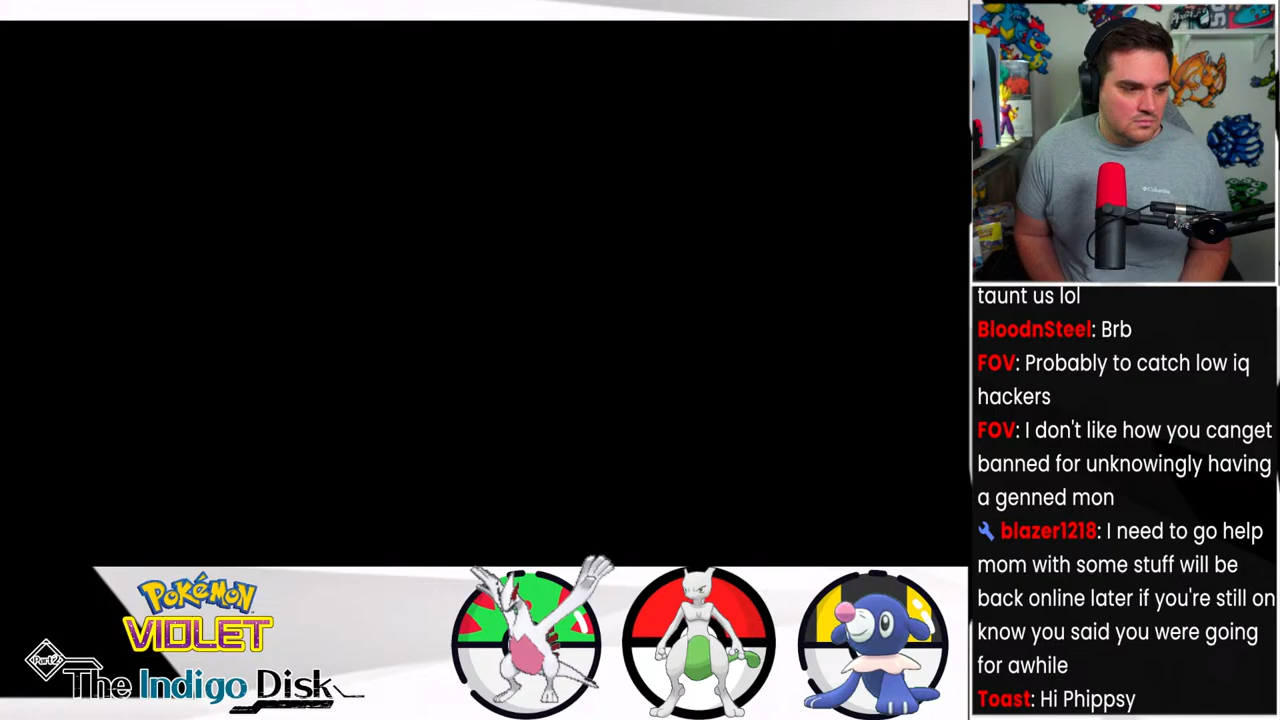 Columbia
taunt us lol
BloodnSteel: Brb
FOV: Probably to catch low iq
hackers
FOV: I don't like how you canget
banned for unknowingly having
a genned mon
blazer1218: I need to go help
mom with some stuff will be
back online later if you're still on
know you said you were going
for awhile
Toast: Hi Phippsy
POKéMON
VIOLET
Part2
The Indigo Disk